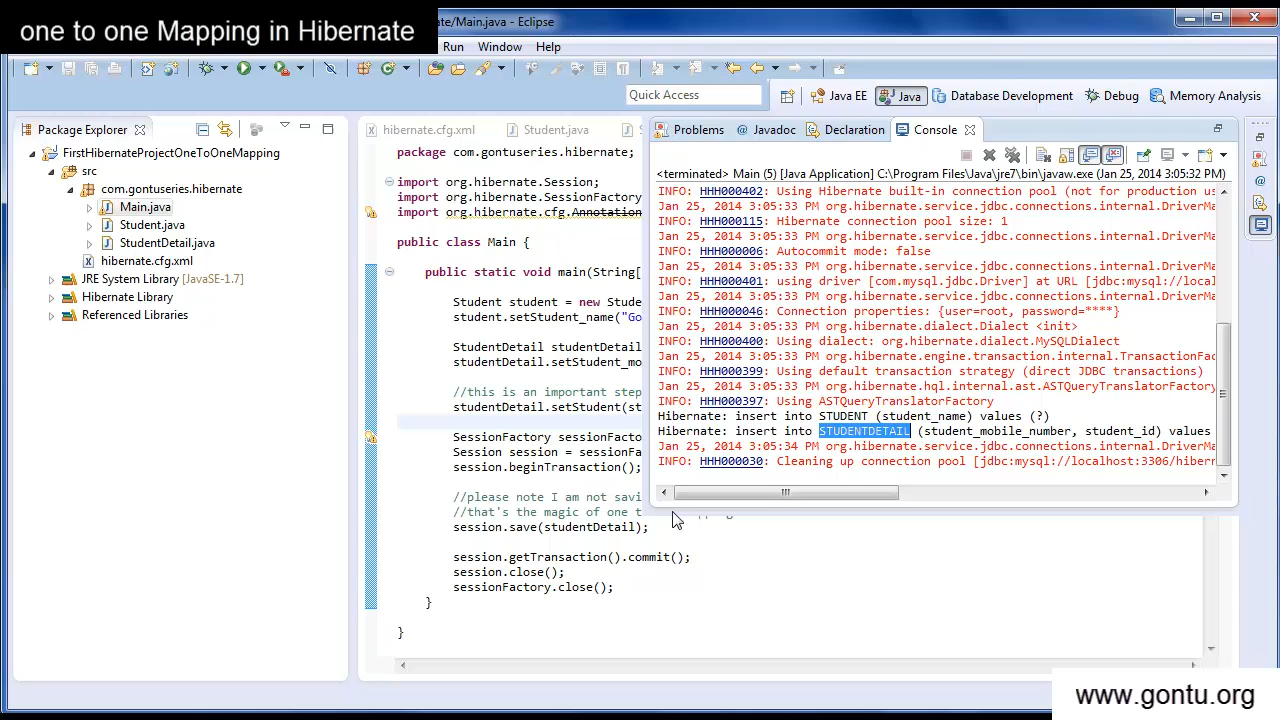 one to one Mapping in Hibernate
ate/Main.java - Eclipse
Run Window Help
Quick Access
Java EE
Java
Database Development
Debug
Memory Analysis
Package Explorer
FirstHibernateProjectOneToOneMapping
src
com.gontuseries.hibernate
Main.java
Student.java
StudentDetail.java
hibernate.cfg.xml
JRE System Library [JavaSE-1.7]
Hibernate Library
Referenced Libraries
hibernate.cfg.xml
Student.java
package com.gontuseries.hibernate;
import org.hibernate.Session;
import org.hibernate.SessionFactory
import org.hibernate.cfg.Annotation
public class Main {
public static void main(String[
Student student = new Stude
student.setStudent_name("Go
StudentDetail studentDetail
studentDetail.setStudent_mo
//this is an important step
studentDetail.setStudent(st
SessionFactory sessionFacto
Session session = sessionFa
session.beginTransaction();
//please note I am not savi
//that's the magic of one t
session.save(studentDetail);
session.getTransaction().commit();
session.close();
sessionFactory.close();
}
}
Problems
@ Javadoc
Declaration
Console
<terminated> Main (5) [Java Application] C:\Program Files\Java\jre7\bin\javaw.exe (Jan 25, 2014 3:05:32 PM)
INFO: HHH000402: Using Hibernate built-in connection pool (not for production us
Jan 25, 2014 3:05:33 PM org.hibernate.service.jdbc.connections.internal.DriverMa
INFO: HHH000115: Hibernate connection pool size: 1
Jan 25, 2014 3:05:33 PM org.hibernate.service.jdbc.connections.internal.DriverMa
INFO: HHH000006: Autocommit mode: false
Jan 25, 2014 3:05:33 PM org.hibernate.service.jdbc.connections.internal.DriverMa
INFO: HHH000401: using driver [com.mysql.jdbc.Driver] at URL [jdbc:mysql://local
Jan 25, 2014 3:05:33 PM org.hibernate.service.jdbc.connections.internal.DriverMa
INFO: HHH000046: Connection properties: {user=root, password=****}
Jan 25, 2014 3:05:33 PM org.hibernate.dialect.Dialect <init>
INFO: HHH000400: Using dialect: org.hibernate.dialect.MySQLDialect
Jan 25, 2014 3:05:33 PM org.hibernate.engine.transaction.internal.TransactionFac
INFO: HHH000399: Using default transaction strategy (direct JDBC transactions)
Jan 25, 2014 3:05:33 PM org.hibernate.hql.internal.ast.ASTQueryTranslatorFactory
INFO: HHH000397: Using ASTQueryTranslatorFactory
Hibernate: insert into STUDENT (student_name) values (?)
Hibernate: insert into STUDENTDETAIL (student_mobile_number, student_id) values
Jan 25, 2014 3:05:34 PM org.hibernate.service.jdbc.connections.internal.DriverMa
INFO: HHH000030: Cleaning up connection pool [jdbc:mysql://localhost:3306/hibern
www.gontu.org